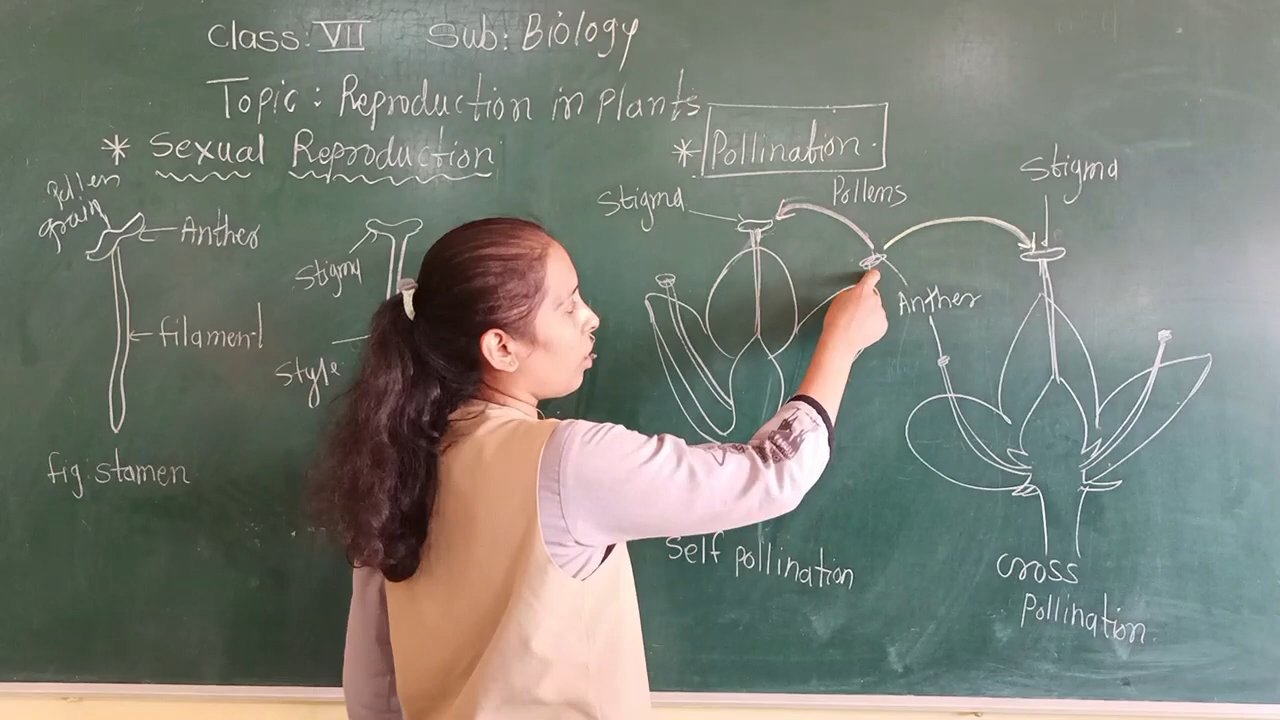 Class: VII Sub: Biology
Topic: Reproduction in plants
* Sexual Reproduction
* Pollination.
Pollen
grain
Anther
filament
fig: stamen
Stigma
Style
Stigma
Pollens
Anther
Self pollination
Stigma
Cross
Pollination.